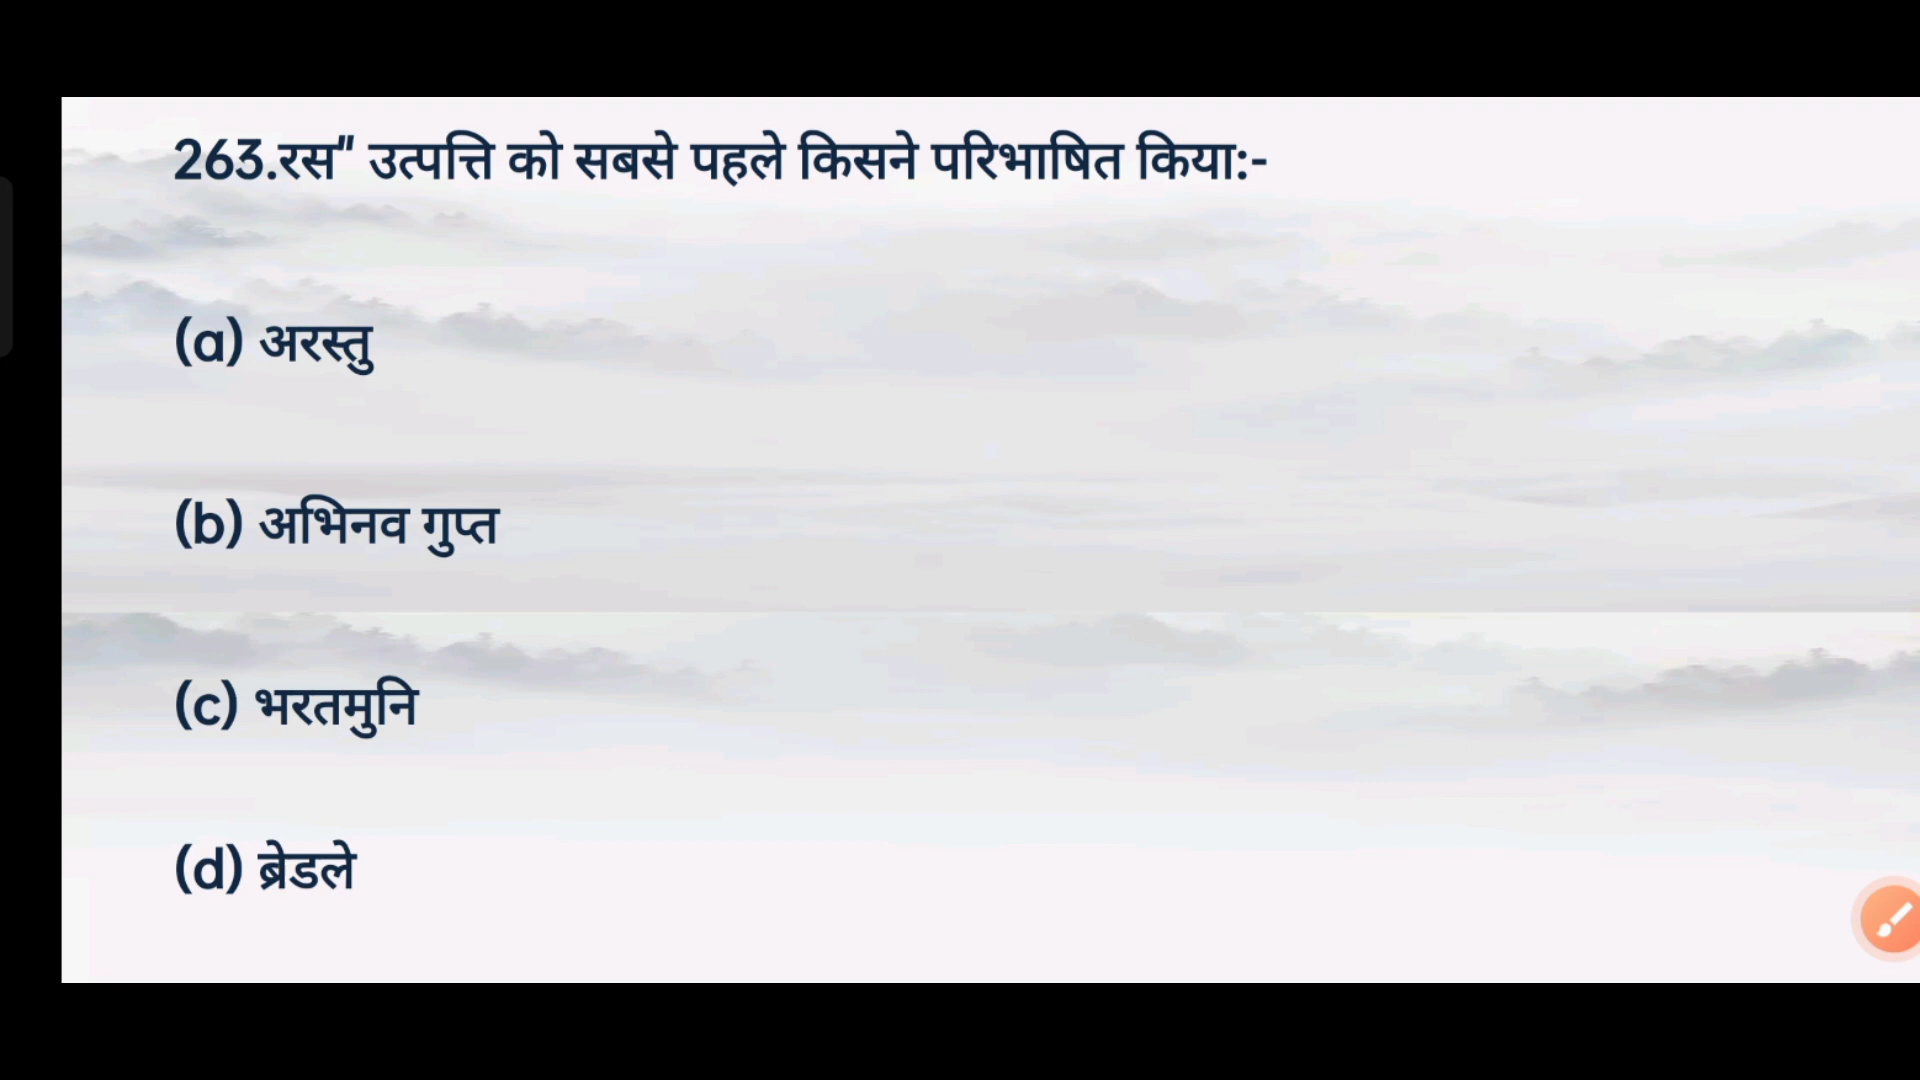 263.रस" उत्पत्ति को सबसे पहले किसने परिभाषित किया:-
(a) अरस्तु
(b) अभिनव गुप्त
(c) भरतमुनि
(d) ब्रेडले